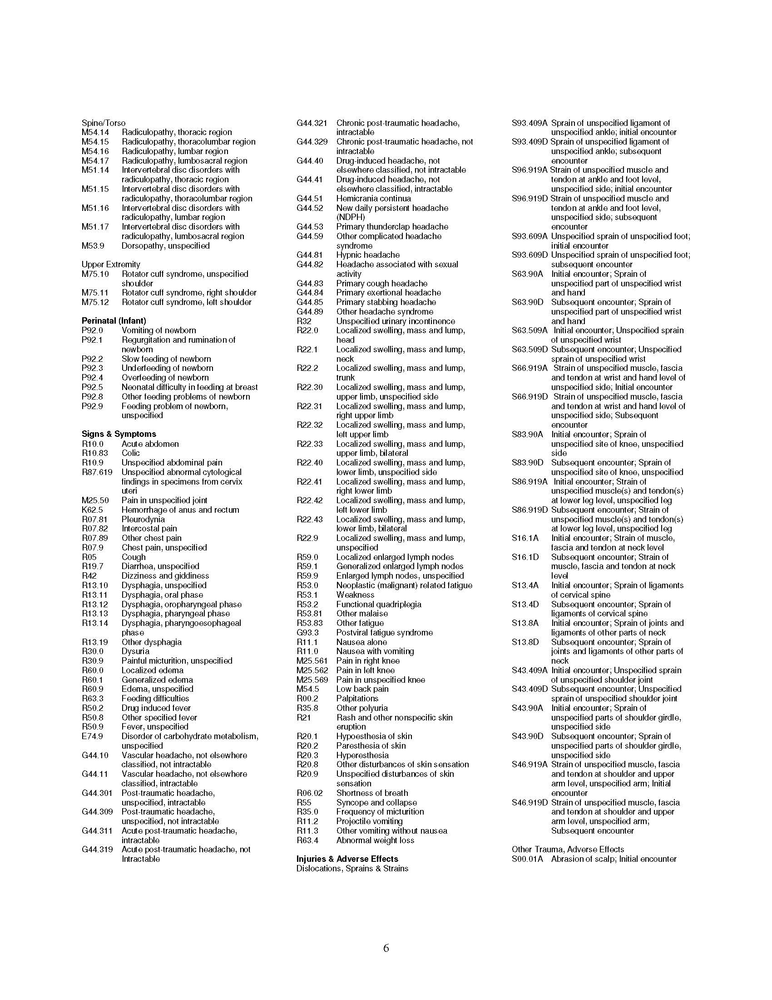 Spine/Torso
M54.14 Radiculopathy, thoracic region
M54.15 Radiculopathy, thoracolumbar region
M54.16 Radiculopathy, lumbar region
M54.17 Radiculopathy, lumbosacral region
M51.14 Intervertebral disc disorders with
radiculopathy, thoracic region
M51.15 Intervertebral disc disorders with
radiculopathy, thoracolumbar region
M51.16 Intervertebral disc disorders with
radiculopathy, lumbar region
M51.17 Intervertebral disc disorders with
radiculopathy, lumbosacral region
M53.9 Dorsopathy, unspecified
Upper Extremity
M75.10 Rotator cuff syndrome, unspecified
shoulder
M75.11 Rotator cuff syndrome, right shoulder
M75.12 Rotator cuff syndrome, left shoulder
Perinatal (Infant)
P92.0 Vomiting of newborn
P92.1 Regurgitation and rumination of
newborn
P92.2 Slow feeding of newborn
P92.3 Underfeeding of newborn
P92.4 Overfeeding of newborn
P92.5 Neonatal difficulty in feeding at breast
P92.8 Other feeding problems of newborn
P92.9 Feeding problem of newborn,
unspecified
Signs & Symptoms
R10.0 Acute abdomen
R10.83 Colic
R10.9 Unspecified abdominal pain
R87.619 Unspecified abnormal cytological
findings in specimens from cervix
uteri
M25.50 Pain in unspecified joint
K62.5 Hemorrhage of anus and rectum
R07.81 Pleurodynia
R07.82 Intercostal pain
R07.89 Other chest pain
R07.9 Chest pain, unspecified
R05 Cough
R19.7 Diarrhea, unspecified
R42 Dizziness and giddiness
R13.10 Dysphagia, unspecified
R13.11 Dysphagia, oral phase
R13.12 Dysphagia, oropharyngeal phase
R13.13 Dysphagia, pharyngeal phase
R13.14 Dysphagia, pharyngoesophageal
phase
R13.19 Other dysphagia
R30.0 Dysuria
R30.9 Painful micturition, unspecified
R60.0 Localized edema
R60.1 Generalized edema
R60.9 Edema, unspecified
R63.3 Feeding difficulties
R50.2 Drug induced fever
R50.8 Other specified fever
R50.9 Fever, unspecified
E74.9 Disorder of carbohydrate metabolism,
unspecified
G44.10 Vascular headache, not elsewhere
classified, not intractable
G44.11 Vascular headache, not elsewhere
classified, intractable
G44.301 Post-traumatic headache,
unspecified, intractable
G44.309 Post-traumatic headache,
unspecified, not intractable
G44.311 Acute post-traumatic headache,
intractable
G44.319 Acute post-traumatic headache, not
Intractable
G44.321 Chronic post-traumatic headache,
intractable
G44.329 Chronic post-traumatic headache, not
intractable
G44.40 Drug-induced headache, not
elsewhere classified, not intractable
G44.41 Drug-induced headache, not
elsewhere classified, intractable
G44.51 Hemicrania continua
G44.52 New daily persistent headache
(NDPH)
G44.53 Primary thunderclap headache
G44.59 Other complicated headache
syndrome
G44.81 Hypnic headache
G44.82 Headache associated with sexual
activity
G44.83 Primary cough headache
G44.84 Primary exertional headache
G44.85 Primary stabbing headache
G44.89 Other headache syndrome
R32 Unspecified urinary incontinence
R22.0 Localized swelling, mass and lump,
head
R22.1 Localized swelling, mass and lump,
neck
R22.2 Localized swelling, mass and lump,
trunk
R22.30 Localized swelling, mass and lump,
upper limb, unspecified side
R22.31 Localized swelling, mass and lump,
right upper limb
R22.32 Localized swelling, mass and lump,
left upper limb
R22.33 Localized swelling, mass and lump,
upper limb, bilateral
R22.40 Localized swelling, mass and lump,
lower limb, unspecified side
R22.41 Localized swelling, mass and lump,
right lower limb
R22.42 Localized swelling, mass and lump,
left lower limb
R22.43 Localized swelling, mass and lump,
lower limb, bilateral
R22.9 Localized swelling, mass and lump,
unspecified
R59.0 Localized enlarged lymph nodes
R59.1 Generalized enlarged lymph nodes
R59.9 Enlarged lymph nodes, unspecified
R53.0 Neoplastic (malignant) related fatigue
R53.1 Weakness
R53.2 Functional quadriplegia
R53.81 Other malaise
R53.83 Other fatigue
G93.3 Postviral fatigue syndrome
R11.1 Nausea alone
R11.0 Nausea with vomiting
M25.561 Pain in right knee
M25.562 Pain in left knee
M25.569 Pain in unspecified knee
M54.5 Low back pain
R00.2 Palpitations
R35.8 Other polyuria
R21 Rash and other nonspecific skin
eruption
R20.1 Hypoesthesia of skin
R20.2 Paresthesia of skin
R20.3 Hyperesthesia
R20.8 Other disturbances of skin sensation
R20.9 Unspecified disturbances of skin
sensation
R06.02 Shortness of breath
R55 Syncope and collapse
R35.0 Frequency of micturition
R11.2 Projectile vomiting
R11.3 Other vomiting without nausea
R63.4 Abnormal weight loss
Injuries & Adverse Effects
Dislocations, Sprains & Strains
S93.409A Sprain of unspecified ligament of
unspecified ankle; initial encounter
S93.409D Sprain of unspecified ligament of
unspecified ankle; subsequent
encounter
S96.919A Strain of unspecified muscle and
tendon at ankle and foot level,
unspecified side; initial encounter
S96.919D Strain of unspecified muscle and
tendon at ankle and foot level,
unspecified side; subsequent
encounter
S93.609A Unspecified sprain of unspecified foot;
initial encounter
S93.609D Unspecified sprain of unspecified foot;
subsequent encounter
S63.90A Initial encounter; Sprain of
unspecified part of unspecified wrist
and hand
S63.90D Subsequent encounter; Sprain of
unspecified part of unspecified wrist
and hand
S63.509A Initial encounter; Unspecified sprain
of unspecified wrist
S63.509D Subsequent encounter; Unspecified
sprain of unspecified wrist
S66.919A Strain of unspecified muscle, fascia
and tendon at wrist and hand level of
unspecified side; Initial encounter
S66.919D Strain of unspecified muscle, fascia
and tendon at wrist and hand level of
unspecified side; Subsequent
encounter
S83.90A Initial encounter; Sprain of
unspecified site of knee, unspecified
side
S83.90D Subsequent encounter; Sprain of
unspecified site of knee, unspecified
S86.919A Initial encounter; Strain of
unspecified muscle(s) and tendon(s)
at lower leg level, unspecified leg
S86.919D Subsequent encounter; Strain of
unspecified muscle(s) and tendon(s)
at lower leg level, unspecified leg
S16.1A Initial encounter; Strain of muscle,
fascia and tendon at neck level
S16.1D Subsequent encounter; Strain of
muscle, fascia and tendon at neck
level
S13.4A Initial encounter; Sprain of ligaments
of cervical spine
S13.4D Subsequent encounter; Sprain of
ligaments of cervical spine
S13.8A Initial encounter; Sprain of joints and
ligaments of other parts of neck
S13.8D Subsequent encounter; Sprain of
joints and ligaments of other parts of
neck
S43.409A Initial encounter; Unspecified sprain
of unspecified shoulder joint
S43.409D Subsequent encounter; Unspecified
sprain of unspecified shoulder joint
S43.90A Initial encounter; Sprain of
unspecified parts of shoulder girdle,
unspecified side
S43.90D Subsequent encounter; Sprain of
unspecified parts of shoulder girdle,
unspecified side
S46.919A Strain of unspecified muscle, fascia
and tendon at shoulder and upper
arm level, unspecified arm; Initial
encounter
S46.919D Strain of unspecified muscle, fascia
and tendon at shoulder and upper
arm level, unspecified arm;
Subsequent encounter
Other Trauma, Adverse Effects
S00.01A Abrasion of scalp; Initial encounter
6